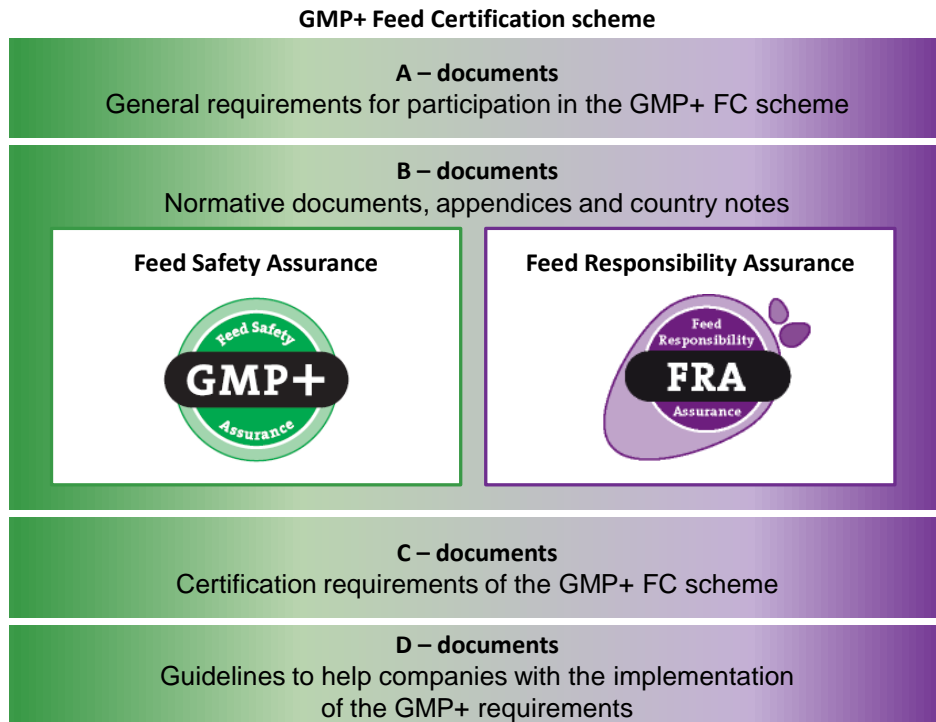 GMP+ Feed Certification scheme
A – documents
General requirements for participation in the GMP+ FC scheme
B – documents
Normative documents, appendices and country notes
Feed Safety Assurance
Feed Safety
GMP+
Assurance
Feed Responsibility Assurance
Feed
Responsibility
FRA
Assurance
C – documents
Certification requirements of the GMP+ FC scheme
D – documents
Guidelines to help companies with the implementation
of the GMP+ requirements